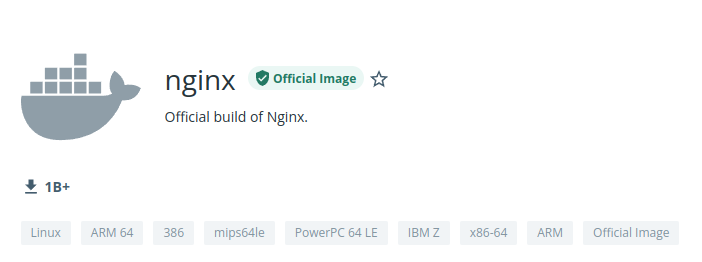 nginx Official Image
Official build of Nginx.
1B+
Linux ARM 64 386 mips64le PowerPC 64 LE IBM Z x86-64 ARM Official Image